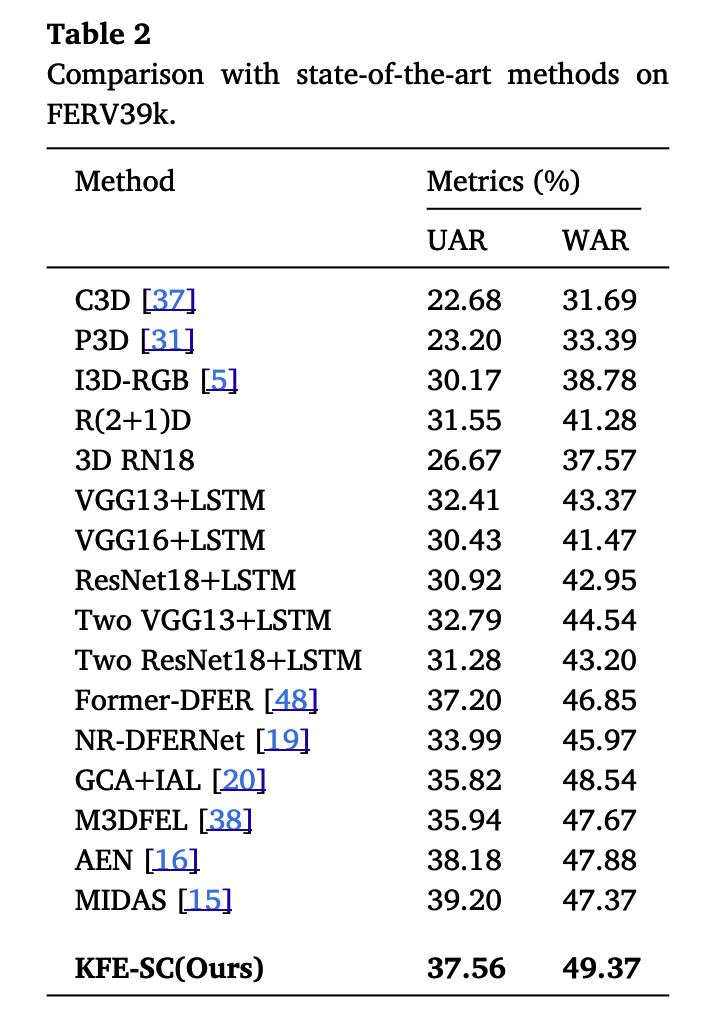 Table 2
Comparison with state-of-the-art methods on
FERV39k.
Method Metrics (%)
UAR WAR
C3D [37] 22.68 31.69
P3D [31] 23.20 33.39
I3D-RGB [5] 30.17 38.78
R(2+1)D 31.55 41.28
3D RN18 26.67 37.57
VGG13+LSTM 32.41 43.37
VGG16+LSTM 30.43 41.47
ResNet18+LSTM 30.92 42.95
Two VGG13+LSTM 32.79 44.54
Two ResNet18+LSTM 31.28 43.20
Former-DFER [48] 37.20 46.85
NR-DFERNet [19] 33.99 45.97
GCA+IAL [20] 35.82 48.54
M3DFEL [38] 35.94 47.67
AEN [16] 38.18 47.88
MIDAS [15] 39.20 47.37
KFE-SC(Ours) 37.56 49.37